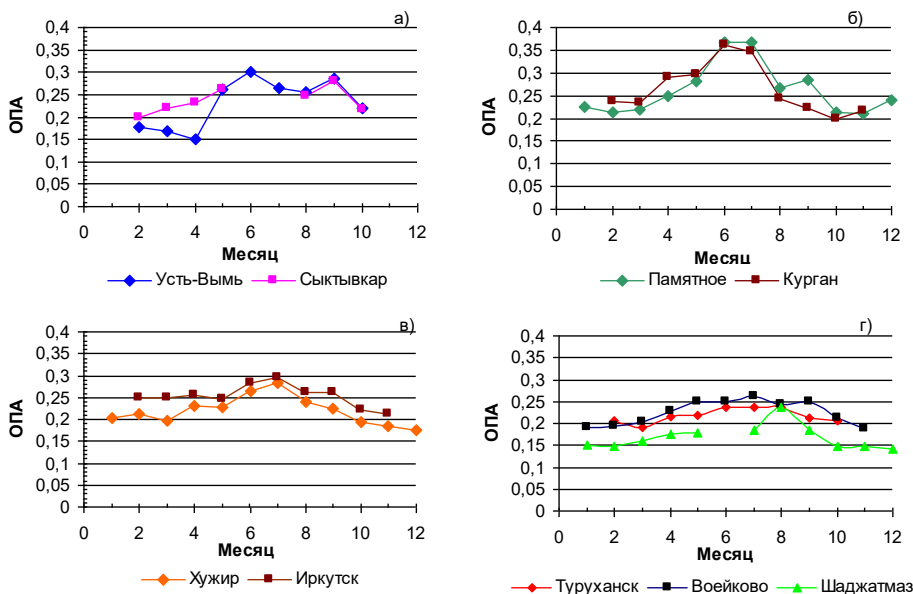 а)
0,4
0,35
0,3
0,25
0,2
0,15
0,1
0,05
0
ОПА
0 2 4 6 8 10 12
Месяц
Усть-Вымь Сыктывкар
б)
0,4
0,35
0,3
0,25
0,2
0,15
0,1
0,05
0
ОПА
0 2 4 6 8 10 12
Месяц
Памятное Курган
в)
0,4
0,35
0,3
0,25
0,2
0,15
0,1
0,05
0
ОПА
0 2 4 6 8 10 12
Месяц
Хужир Иркутск
г)
0,4
0,35
0,3
0,25
0,2
0,15
0,1
0,05
0
ОПА
0 2 4 6 8 10 12
Месяц
Туруханск Воейково Шаджатмаз